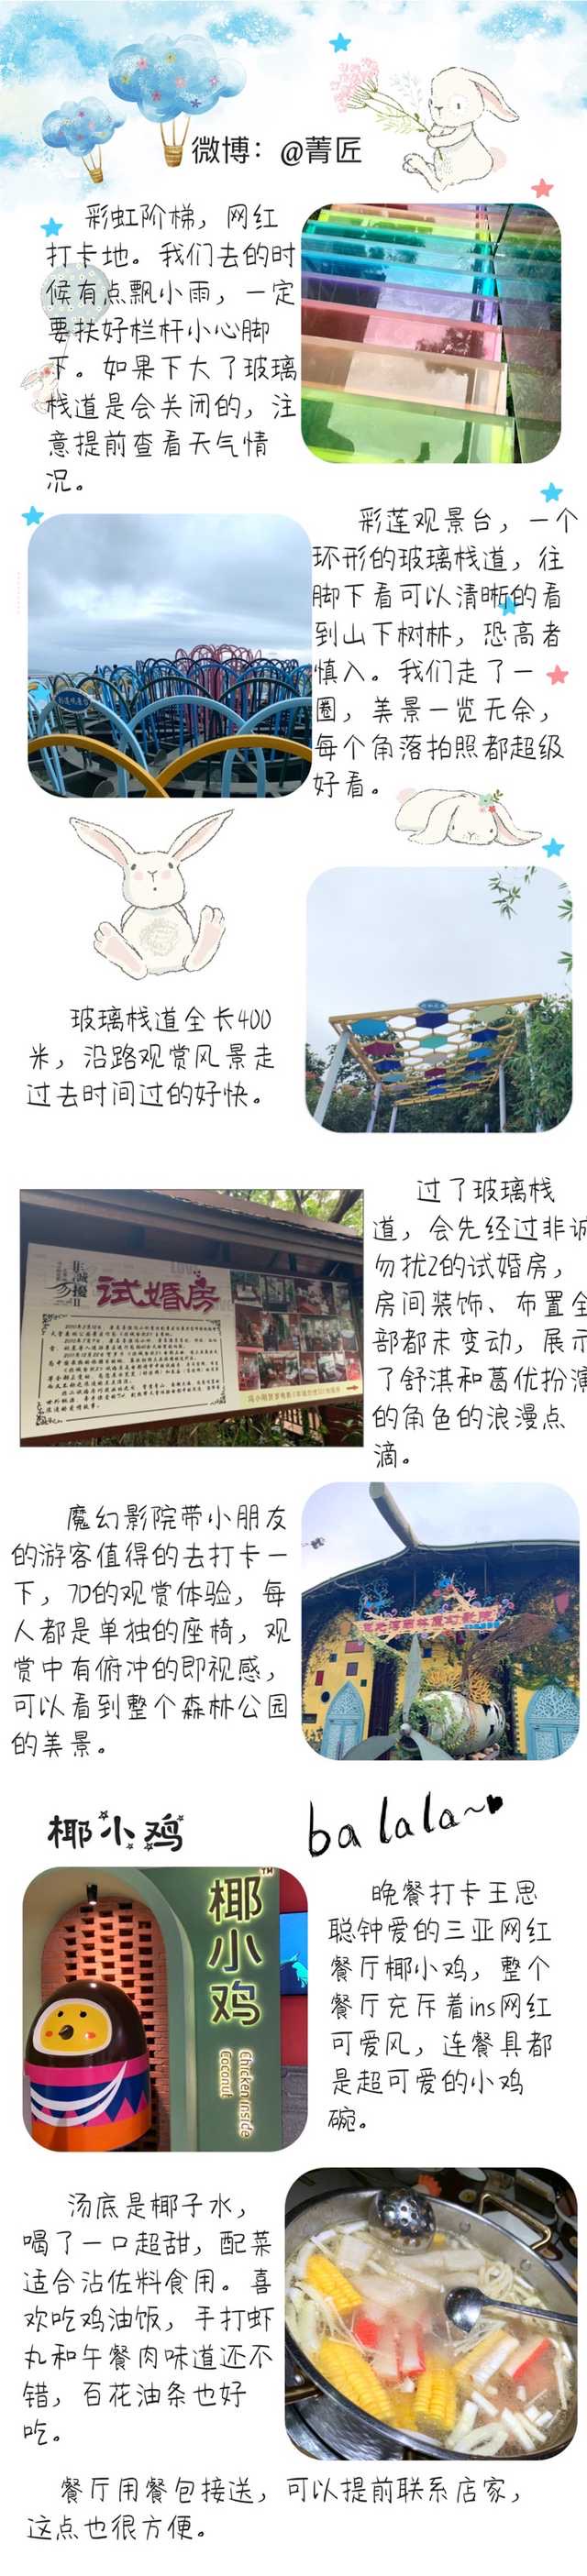 微博：@菁匠
彩虹阶梯，网红
打卡地。我们去的时
候有点飘小雨，一定
要扶好栏杆小心脚
下。如果下大了玻璃
栈道是会关闭的，注
意提前查看天气情
况。
彩莲观景台，一个
环形的玻璃栈道，往
脚下看可以清晰的看
到山下树林，恐高者
慎入。我们走了一
圈，美景一览无余，
每个角落拍照都超级
好看。
玻璃栈道全长400
米，沿路观赏风景走
过去时间过的好快。
过了玻璃栈
道，会先经过非诚
勿扰2的试婚房，
房间装饰、布置全
部都未变动，展示
了舒淇和葛优扮演
的角色的浪漫点
滴。
试婚房
魔幻影院带小朋友
的游客值得的去打卡一
下，7D的观赏体验，每
人都是单独的座椅，观
赏中有俯冲的即视感，
可以看到整个森林公园
的美景。
椰小鸡
balala~
椰小鸡
TM
Chicken inside
Coconut
晚餐打卡王思
聪钟爱的三亚网红
餐厅椰小鸡，整个
餐厅充斥着ins网红
可爱风，连餐具都
是超可爱的小鸡
碗。
汤底是椰子水，
喝了一口超甜，配菜
适合沾佐料食用。喜
欢吃鸡油饭，手打虾
丸和午餐肉味道还不
错，百花油条也好
吃。
餐厅用餐包接送，可以提前联系店家，
这点也很方便。